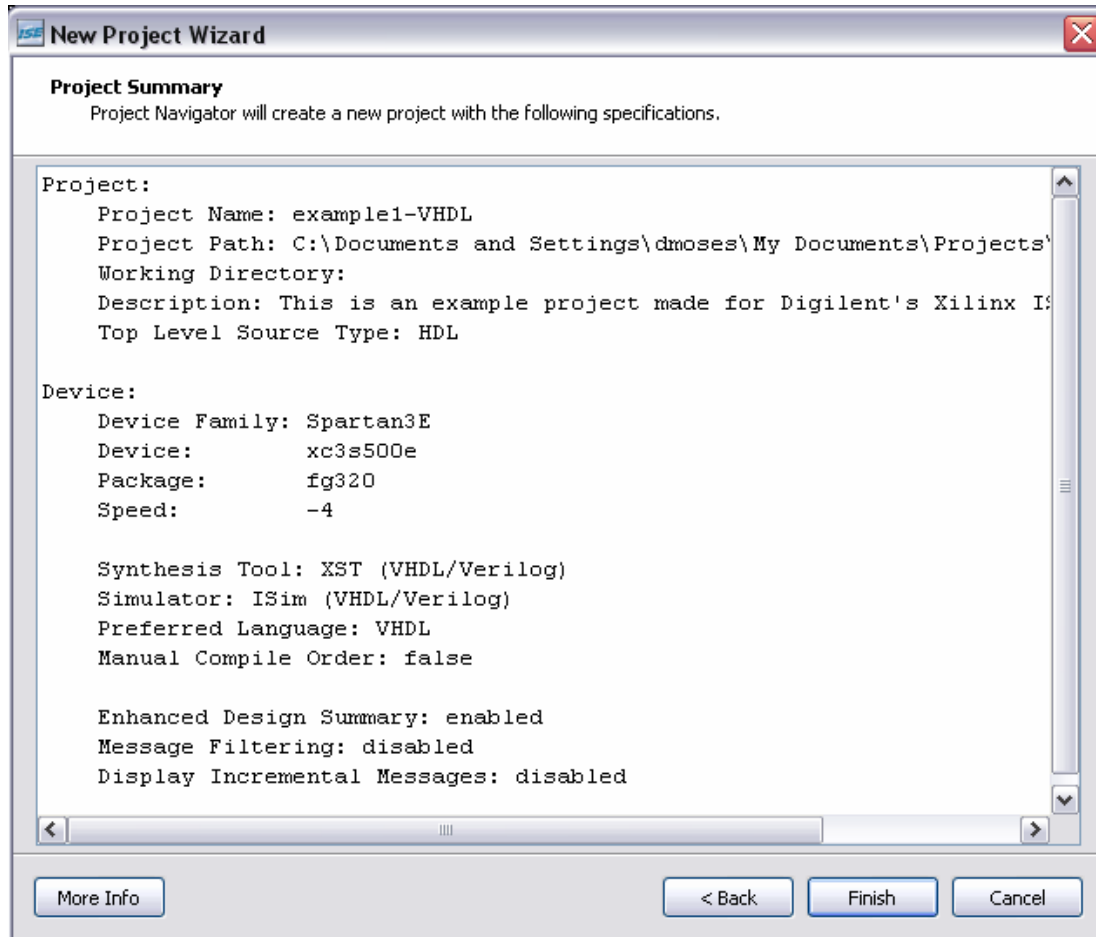 ISE New Project Wizard
Project Summary
Project Navigator will create a new project with the following specifications.
Project:
Project Name: example1-VHDL
Project Path: C:\Documents and Settings\dmoses\My Documents\Projects\
Working Directory:
Description: This is an example project made for Digilent's Xilinx
Top Level Source Type: HDL
Device:
Device Family: Spartan3E
Device: xc3s500e
Package: fg320
Speed: -4
Synthesis Tool: XST (VHDL/Verilog)
Simulator: ISim (VHDL/Verilog)
Preferred Language: VHDL
Manual Compile Order: false
Enhanced Design Summary: enabled
Message Filtering: disabled
Display Incremental Messages: disabled
More Info
< Back
Finish
Cancel